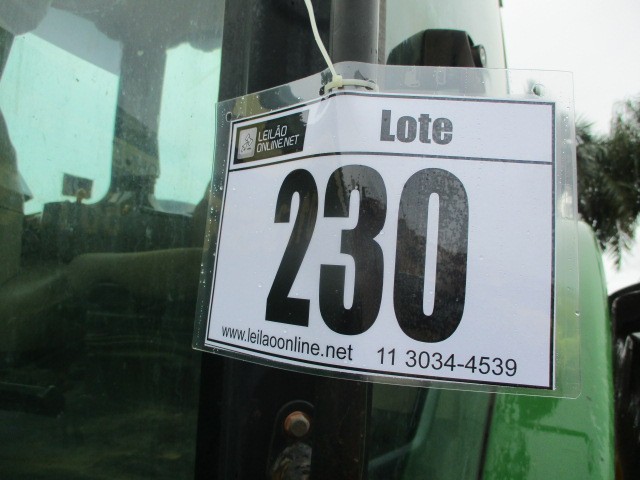 LEILÃO
ONLINE.NET
Lote
230
www.leilaoonline.net 11 3034-4539